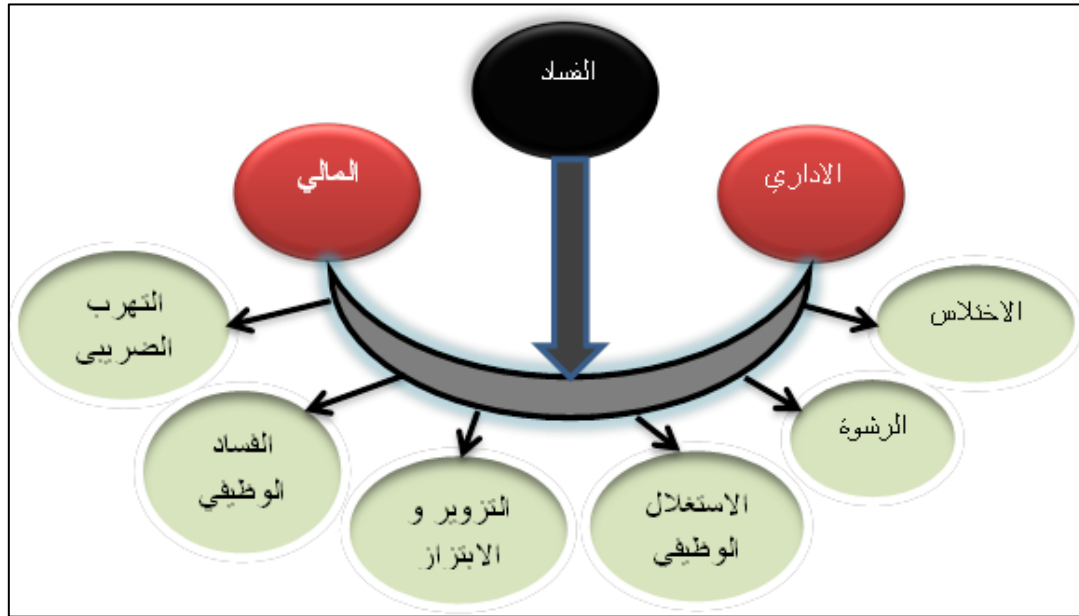 الفساد
الاداري
المالي
الاختلاس
التهرب
الضريبي
الرشوة
الفساد
الوظيفي
الاستغلال
الوظيفي
التزوير و
الابتزاز